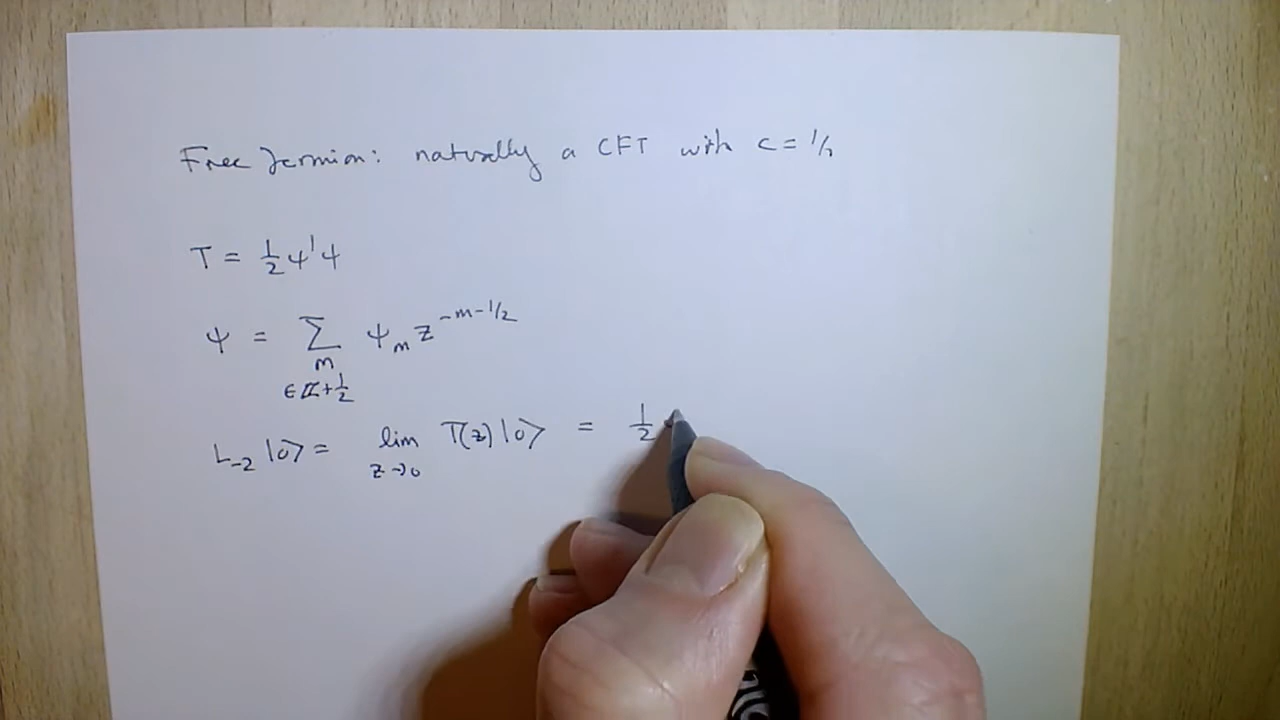 Free fermion: naturally a CFT with c = 1/2
T = 1/2 ψ'ψ
ψ = ∑ ψ_m z^{-m-1/2}
m
∈ ℤ+1/2
L_{-2} |0> = lim T(z) |0> = 1/2
z→0